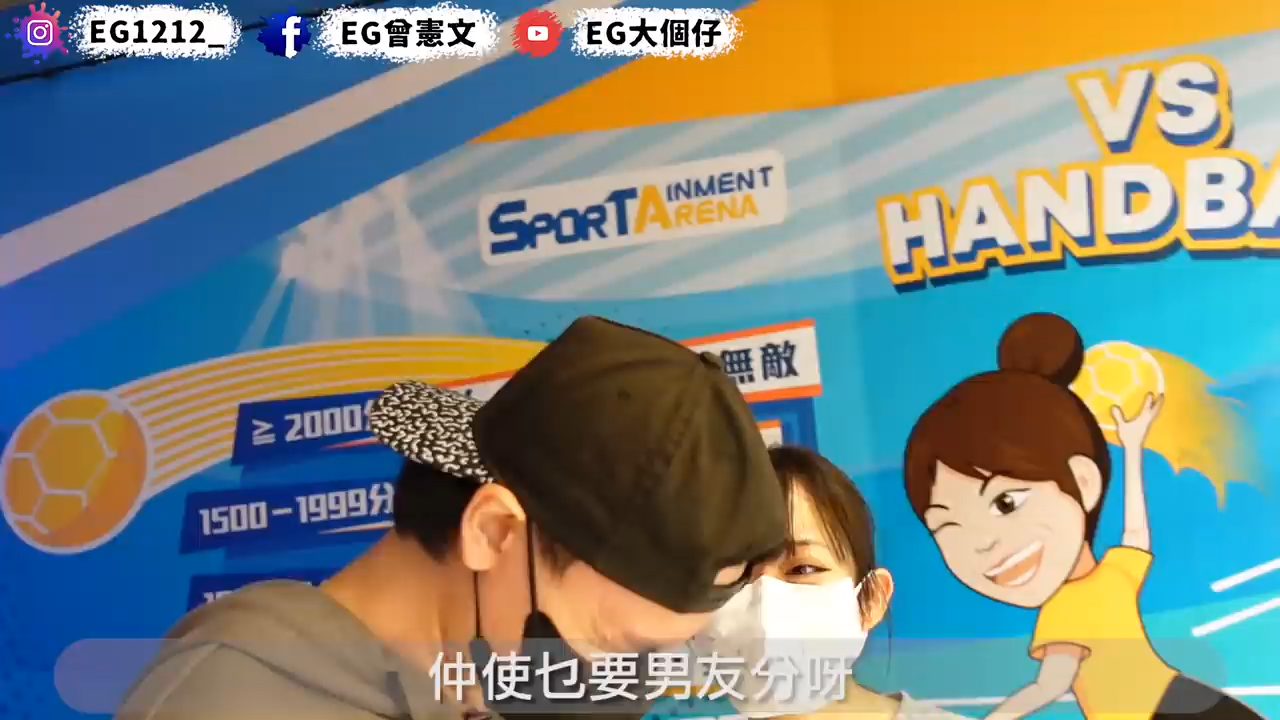 EG1212_
EG曾憲文
EG大個仔
VS
HANDBA
SPORTAINMENT
ARENA
無敵
≧ 2000
1500-1999分
仲使乜要男友分呀